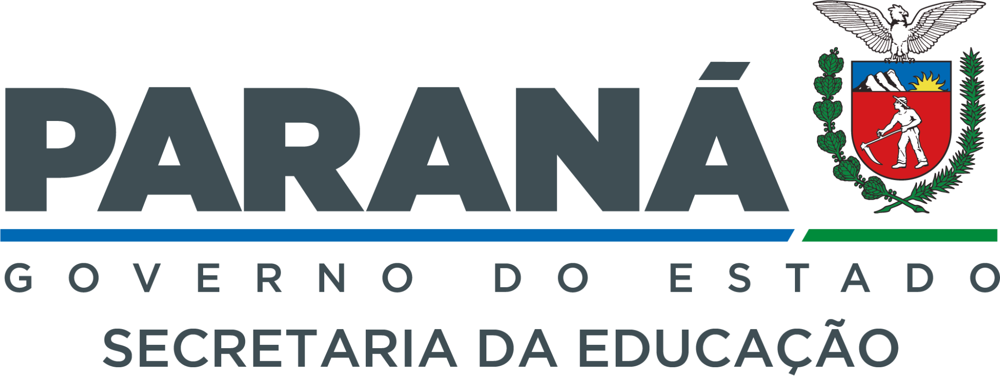 PARANÁ
GOVERNO DO ESTADO
SECRETARIA DA EDUCAÇÃO